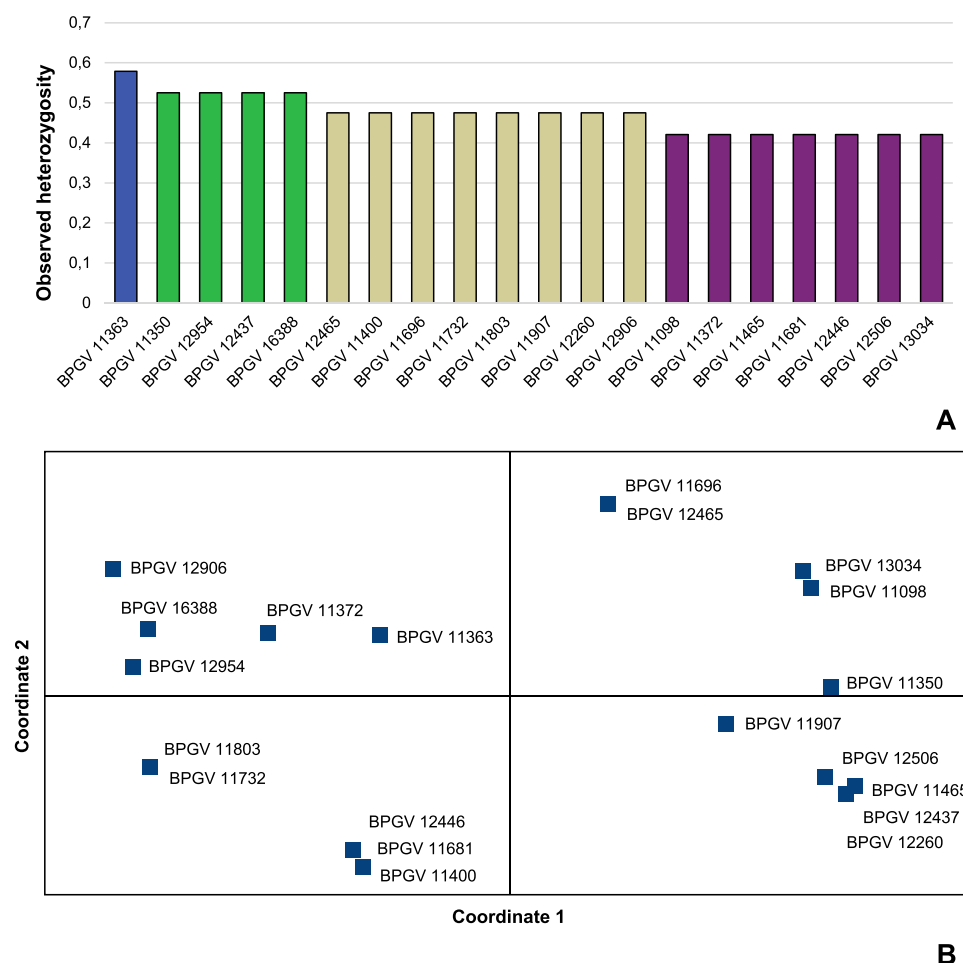 0,7
0,6
0,5
0,4
0,3
0,2
0,1
0
Observed heterozygosity
BPGV 11363
BPGV 11350
BPGV 12954
BPGV 12437
BPGV 16388
BPGV 12465
BPGV 11400
BPGV 11696
BPGV 11732
BPGV 11803
BPGV 11907
BPGV 12260
BPGV 12906
BPGV 11098
BPGV 11372
BPGV 11465
BPGV 11681
BPGV 12446
BPGV 12506
BPGV 13034
A
BPGV 11696
BPGV 12465
BPGV 13034
BPGV 11098
BPGV 12906
BPGV 16388
BPGV 11372
BPGV 11363
BPGV 12954
BPGV 11350
Coordinate 2
BPGV 11907
BPGV 11803
BPGV 11732
BPGV 12506
BPGV 11465
BPGV 12437
BPGV 12260
BPGV 12446
BPGV 11681
BPGV 11400
Coordinate 1
B